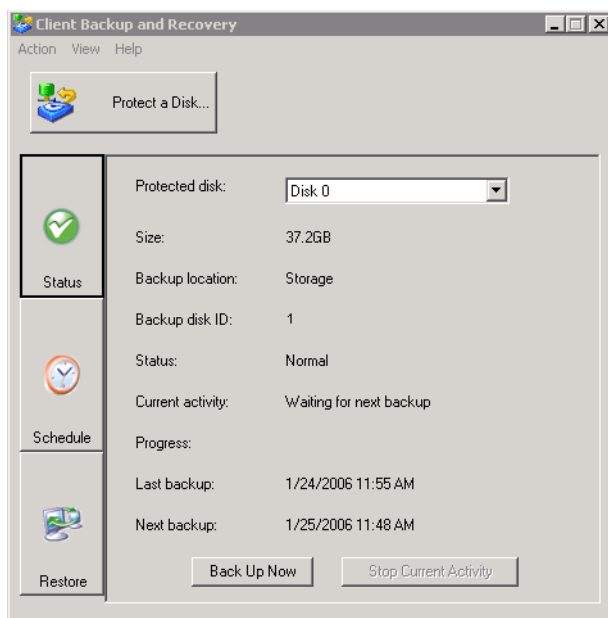 Client Backup and Recovery
Action View Help
Protect a Disk...
Status
Schedule
Restore
Protected disk: Disk 0
Size: 37.2GB
Backup location: Storage
Backup disk ID: 1
Status: Normal
Current activity: Waiting for next backup
Progress:
Last backup: 1/24/2006 11:55 AM
Next backup: 1/25/2006 11:48 AM
Back Up Now Stop Current Activity